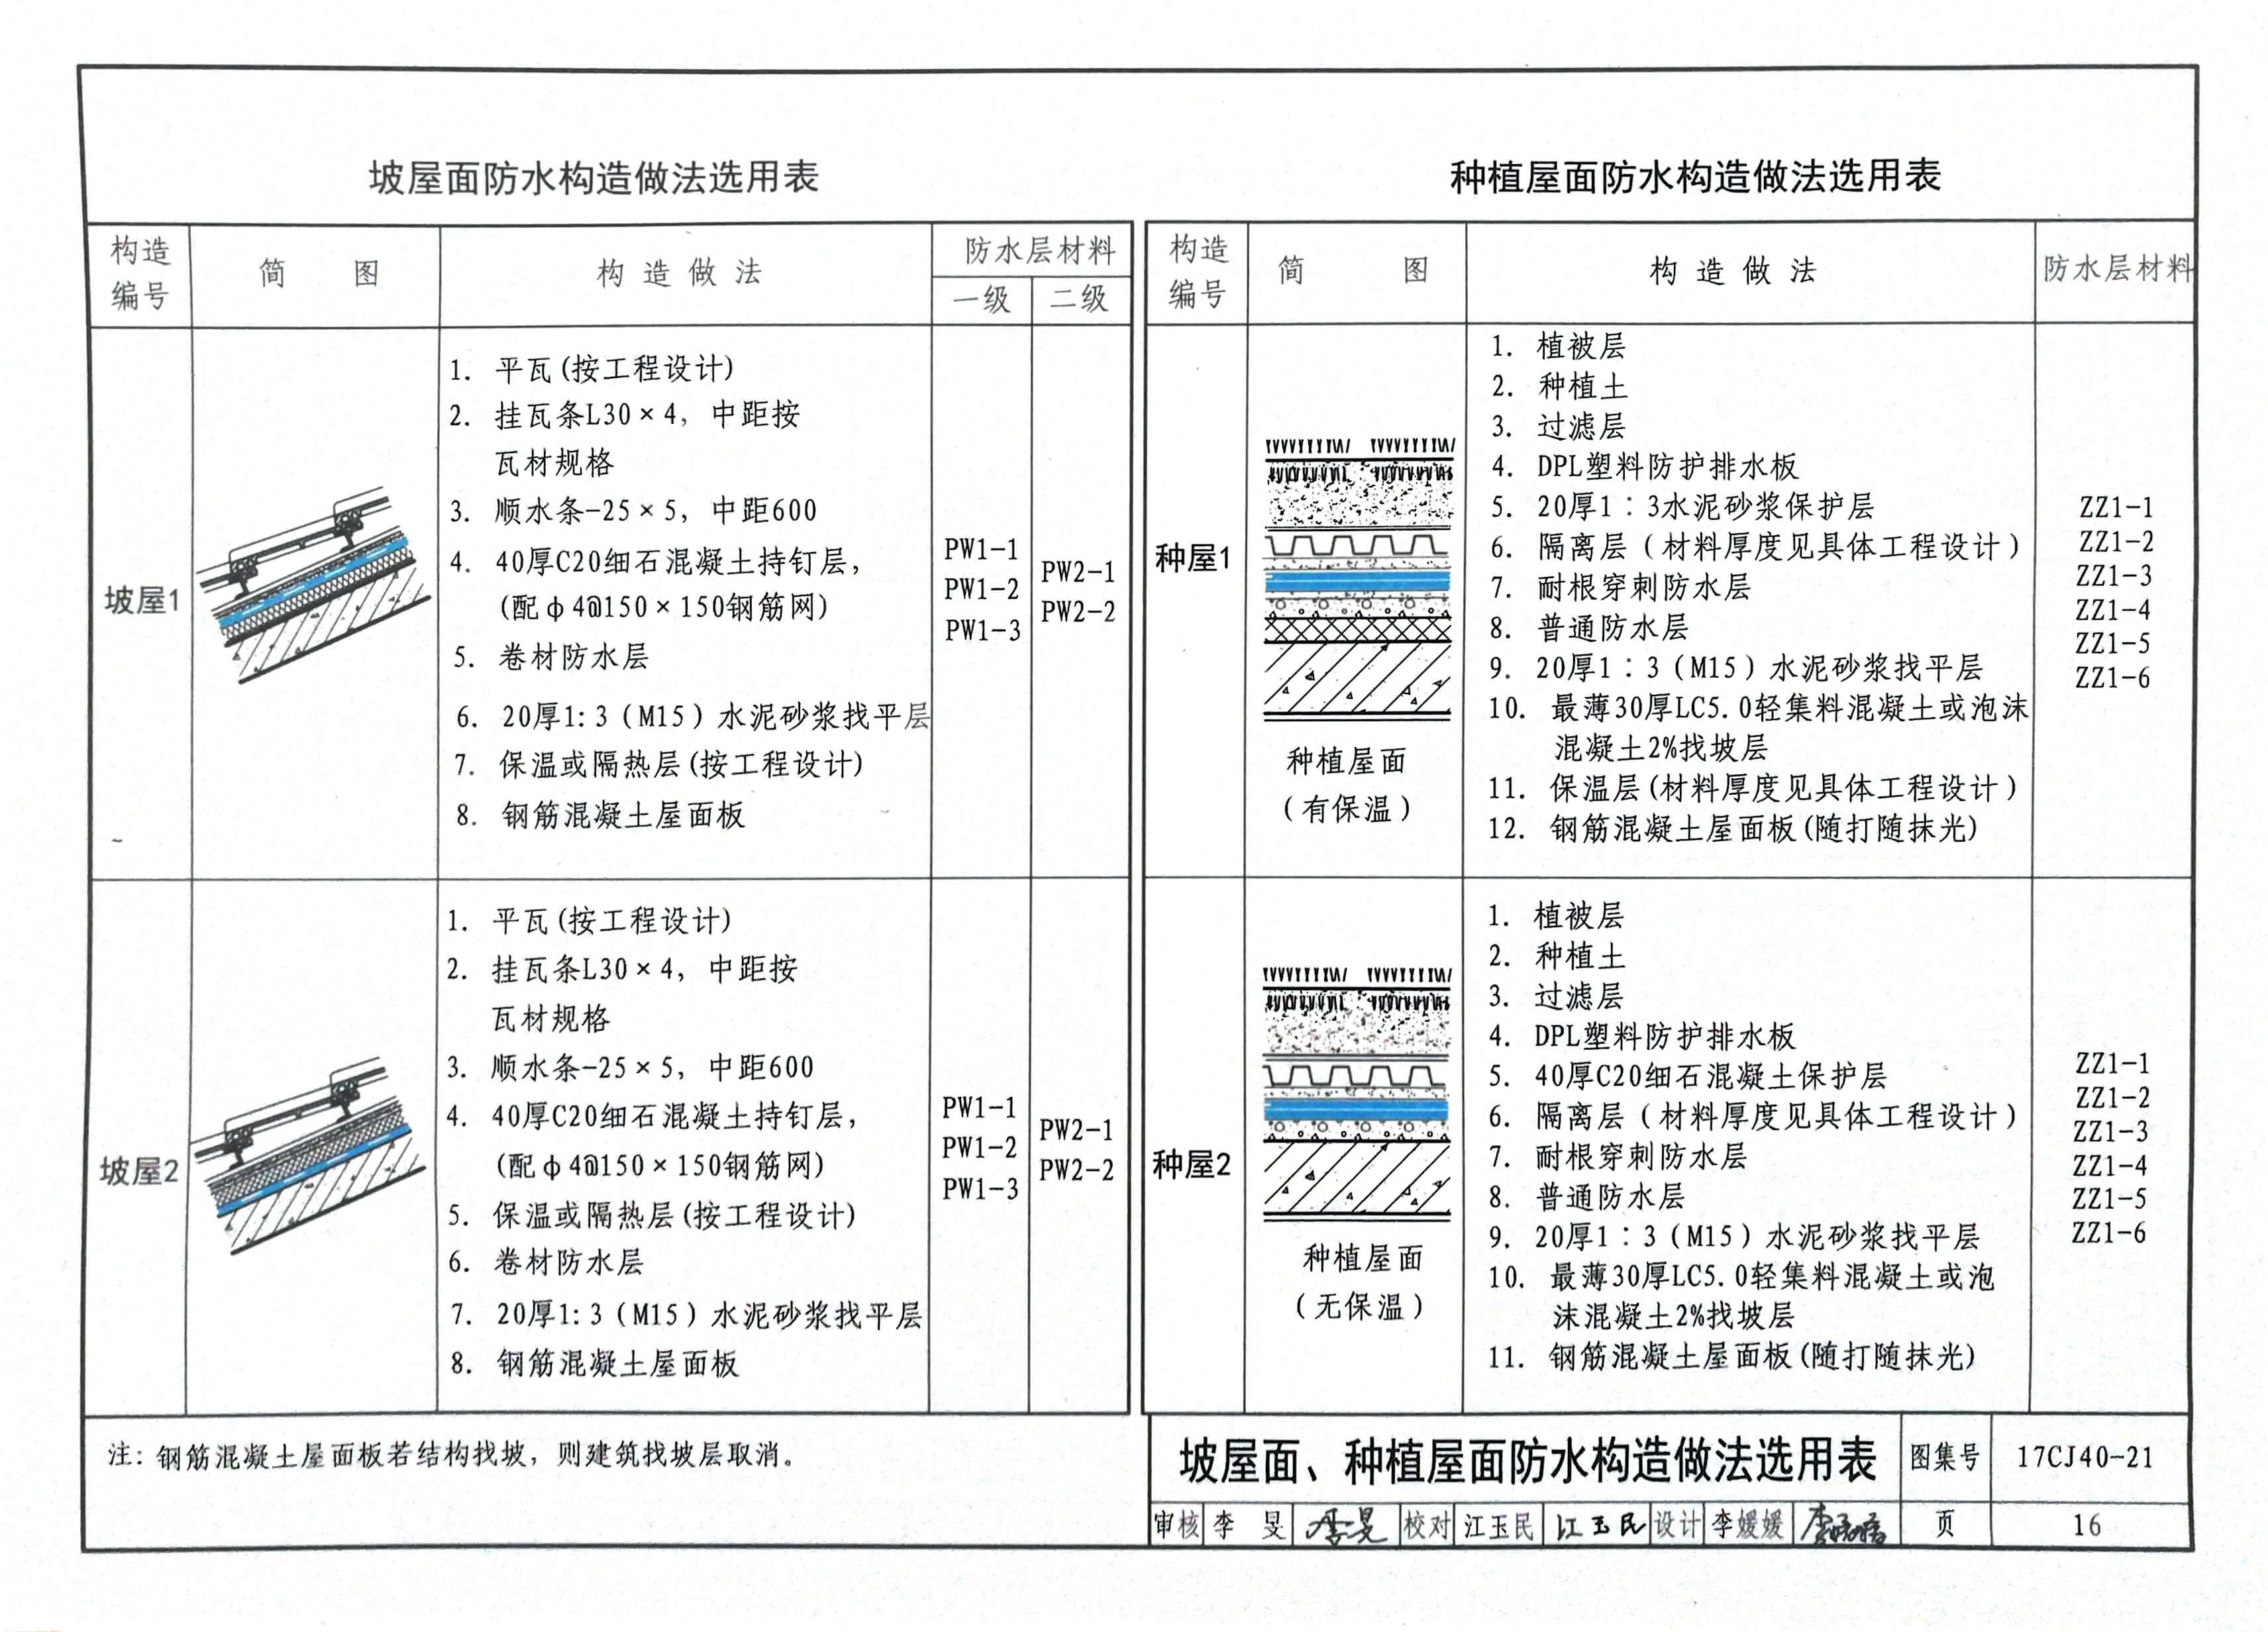 坡屋面防水构造做法选用表
构造编号
简 图
构造做法
防水层材料
一级
二级
坡屋1
1. 平瓦(按工程设计)
2. 挂瓦条L30×4, 中距按
瓦材规格
3. 顺水条-25×5, 中距600
4. 40厚C20细石混凝土持钉层,
(配ф4@150×150钢筋网)
5. 卷材防水层
6. 20厚1:3(M15)水泥砂浆找平层
7. 保温或隔热层(按工程设计)
8. 钢筋混凝土屋面板
PW1-1
PW1-2
PW1-3
PW2-1
PW2-2
坡屋2
1. 平瓦(按工程设计)
2. 挂瓦条L30×4, 中距按
瓦材规格
3. 顺水条-25×5, 中距600
4. 40厚C20细石混凝土持钉层,
(配ф4@150×150钢筋网)
5. 保温或隔热层(按工程设计)
6. 卷材防水层
7. 20厚1:3(M15)水泥砂浆找平层
8. 钢筋混凝土屋面板
PW1-1
PW1-2
PW1-3
PW2-1
PW2-2
种植屋面防水构造做法选用表
构造编号
简 图
构造做法
防水层材料
种屋1
种植屋面
(有保温)
1. 植被层
2. 种植土
3. 过滤层
4. DPL塑料防护排水板
5. 20厚1:3水泥砂浆保护层
6. 隔离层(材料厚度见具体工程设计)
7. 耐根穿刺防水层
8. 普通防水层
9. 20厚1:3(M15)水泥砂浆找平层
10. 最薄30厚LC5.0轻集料混凝土或泡沫
混凝土2%找坡层
11. 保温层(材料厚度见具体工程设计)
12. 钢筋混凝土屋面板(随打随抹光)
ZZ1-1
ZZ1-2
ZZ1-3
ZZ1-4
ZZ1-5
ZZ1-6
种屋2
种植屋面
(无保温)
1. 植被层
2. 种植土
3. 过滤层
4. DPL塑料防护排水板
5. 40厚C20细石混凝土保护层
6. 隔离层(材料厚度见具体工程设计)
7. 耐根穿刺防水层
8. 普通防水层
9. 20厚1:3(M15)水泥砂浆找平层
10. 最薄30厚LC5.0轻集料混凝土或泡
沫混凝土2%找坡层
11. 钢筋混凝土屋面板(随打随抹光)
ZZ1-1
ZZ1-2
ZZ1-3
ZZ1-4
ZZ1-5
ZZ1-6
注: 钢筋混凝土屋面板若结构找坡, 则建筑找坡层取消。
坡屋面、种植屋面防水构造做法选用表
图集号
17CJ40-21
审核 李 旻 李旻 校对 江玉民 江玉民 设计 李媛媛 李媛媛 页 16